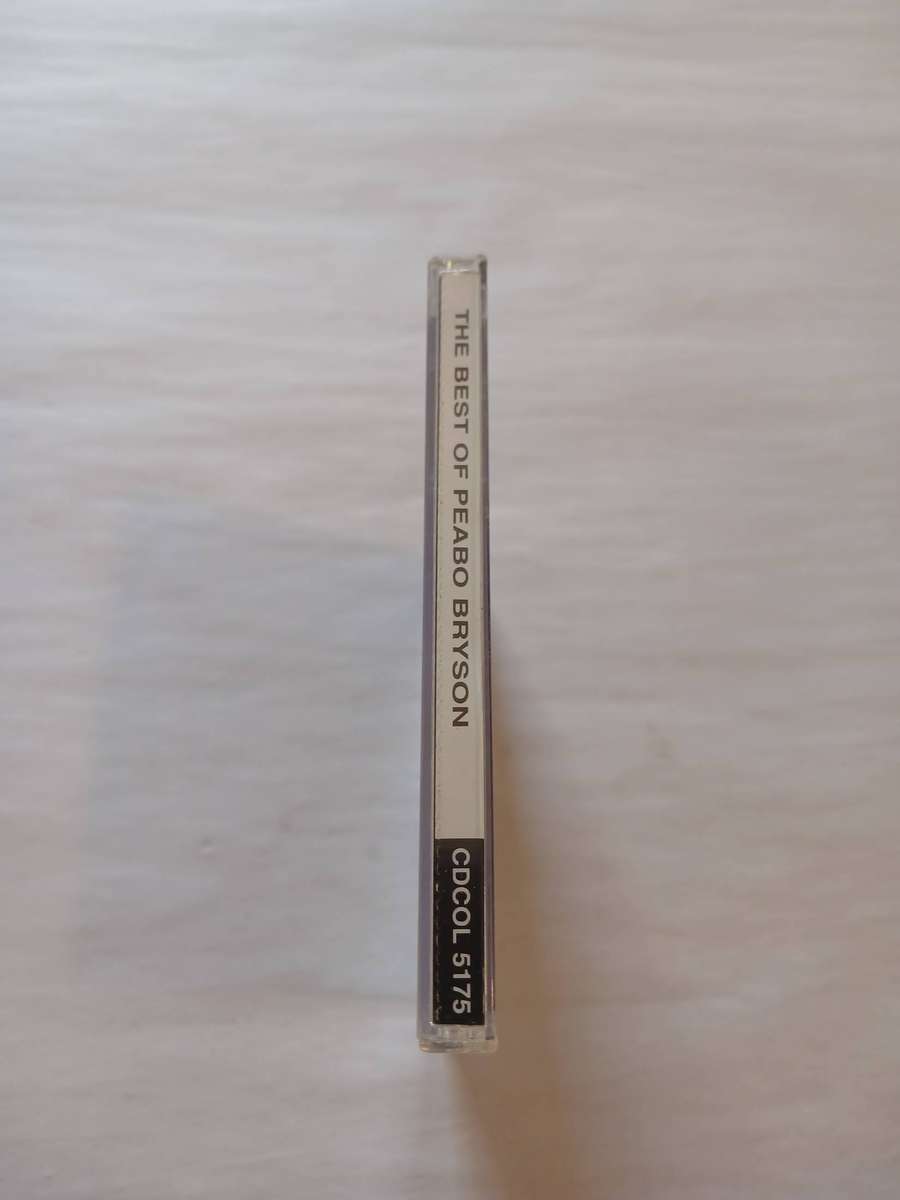 THE BEST OF PEABO BRYSON
CDCOL 5175